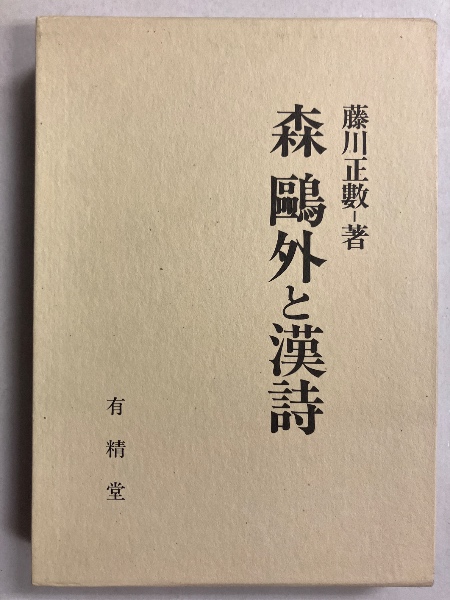 藤川正數-著
森 鷗外と漢詩
有精堂